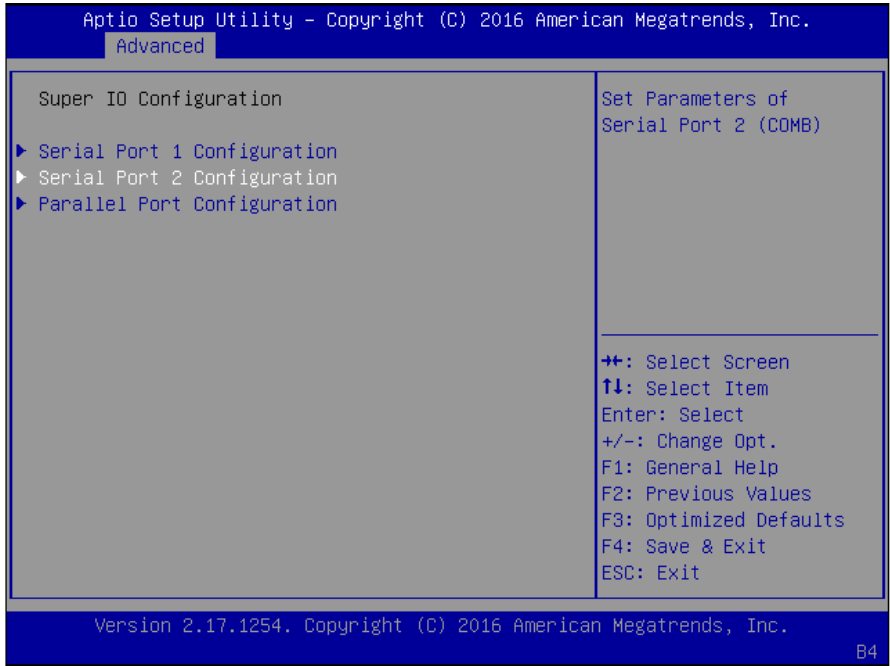 Aptio Setup Utility – Copyright (C) 2016 American Megatrends, Inc.
Advanced
Super IO Configuration
Serial Port 1 Configuration
Serial Port 2 Configuration
Parallel Port Configuration
Set Parameters of
Serial Port 2 (COMB)
→←: Select Screen
↑↓: Select Item
Enter: Select
+/-: Change Opt.
F1: General Help
F2: Previous Values
F3: Optimized Defaults
F4: Save & Exit
ESC: Exit
Version 2.17.1254. Copyright (C) 2016 American Megatrends, Inc.
B4